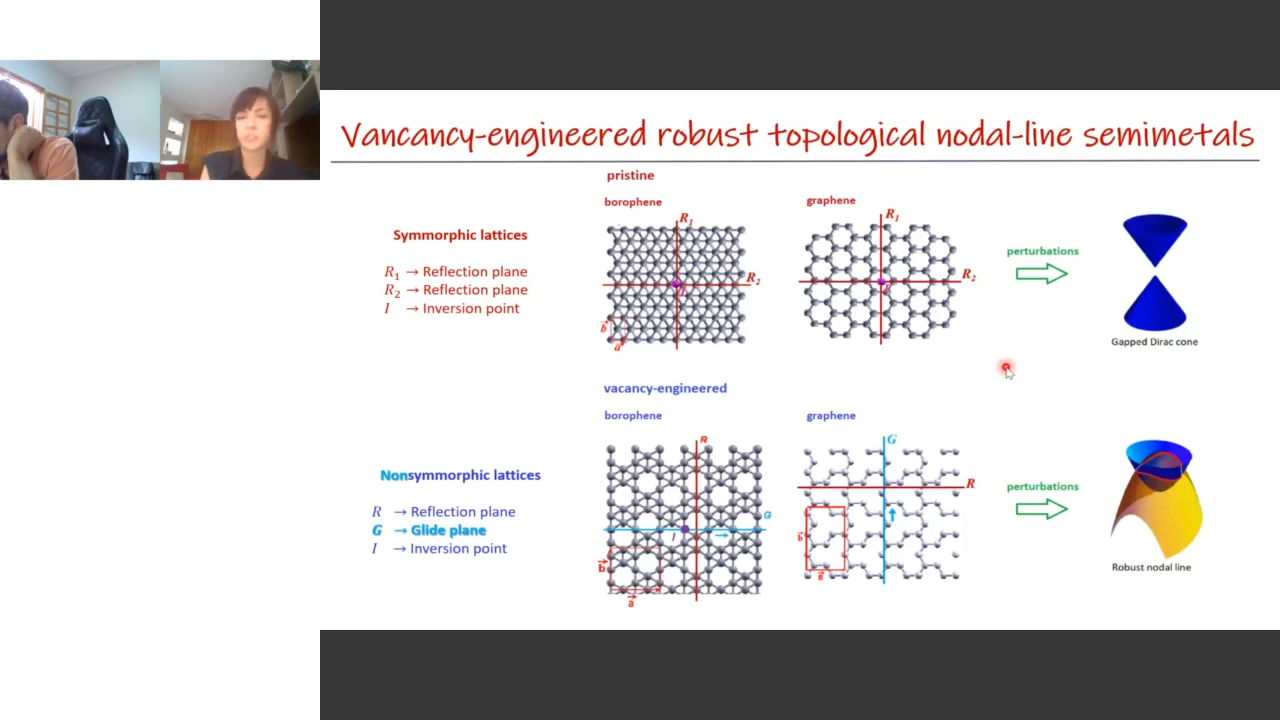 Vancancy-engineered robust topological nodal-line semimetals
pristine
borophene
graphene
Symmorphic lattices
R₁ → Reflection plane
R₂ → Reflection plane
I → Inversion point
R₁
R₂
I
b
a
R₁
R₂
I
perturbations
Gapped Dirac cone
vacancy-engineered
borophene
graphene
Nonsymmorphic lattices
R → Reflection plane
G → Glide plane
I → Inversion point
R
G
I
b
a
G
R
b
a
perturbations
Robust nodal line